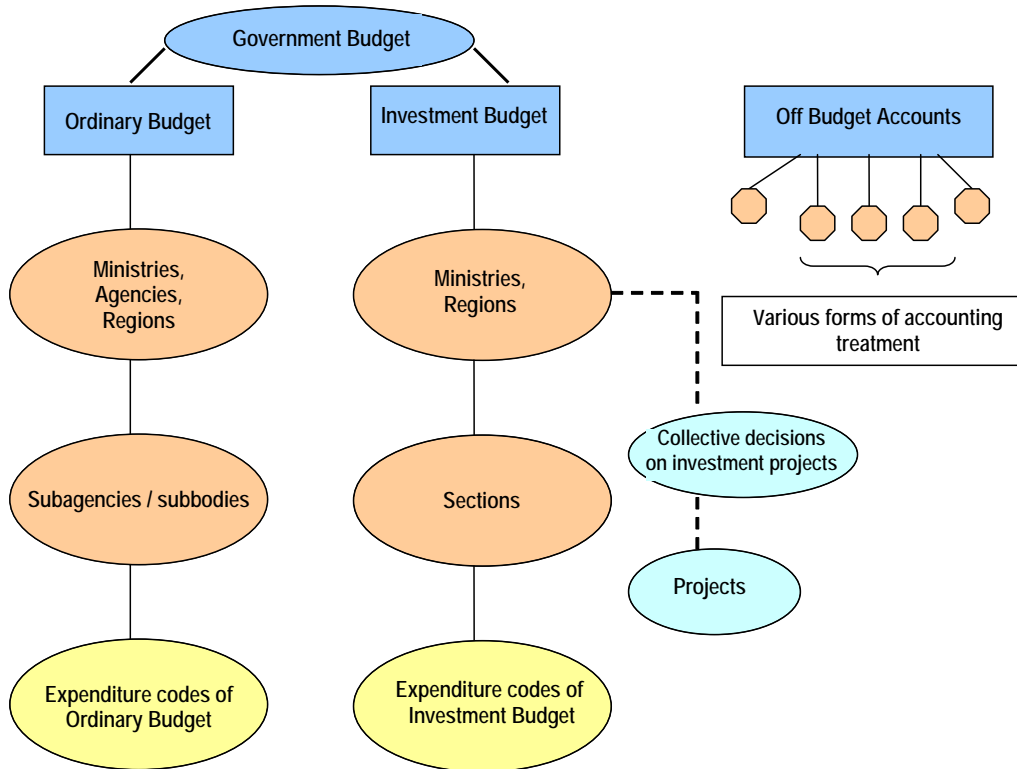 Government Budget
Ordinary Budget
Investment Budget
Off Budget Accounts
Ministries,
Agencies,
Regions
Ministries,
Regions
Various forms of accounting
treatment
Collective decisions
on investment projects
Subagencies / subbodies
Sections
Projects
Expenditure codes of
Ordinary Budget
Expenditure codes of
Investment Budget